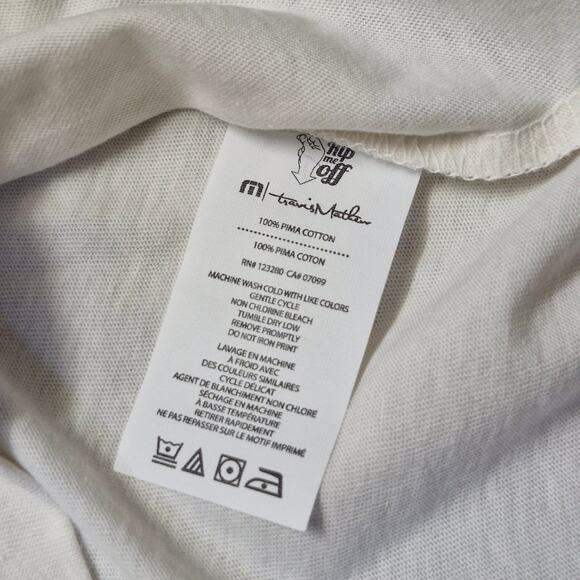 me
off
travisMathew
100% PIMA COTTON
100% PIMA COTON
RN# 123280 CA# 07099
MACHINE WASH COLD WITH LIKE COLORS
GENTLE CYCLE
NON CHLORINE BLEACH
TUMBLE DRY LOW
REMOVE PROMPTLY
DO NOT IRON PRINT
LAVAGE EN MACHINE
À FROID AVEC
DES COULEURS SIMILAIRES
CYCLE DÉLICAT
AGENT DE BLANCHIMENT NON CHLORÉ
SÉCHAGE EN MACHINE
À BASSE TEMPÉRATURE
RETIRER RAPIDEMENT
NE PAS REPASSER SUR LE MOTIF IMPRIMÉ